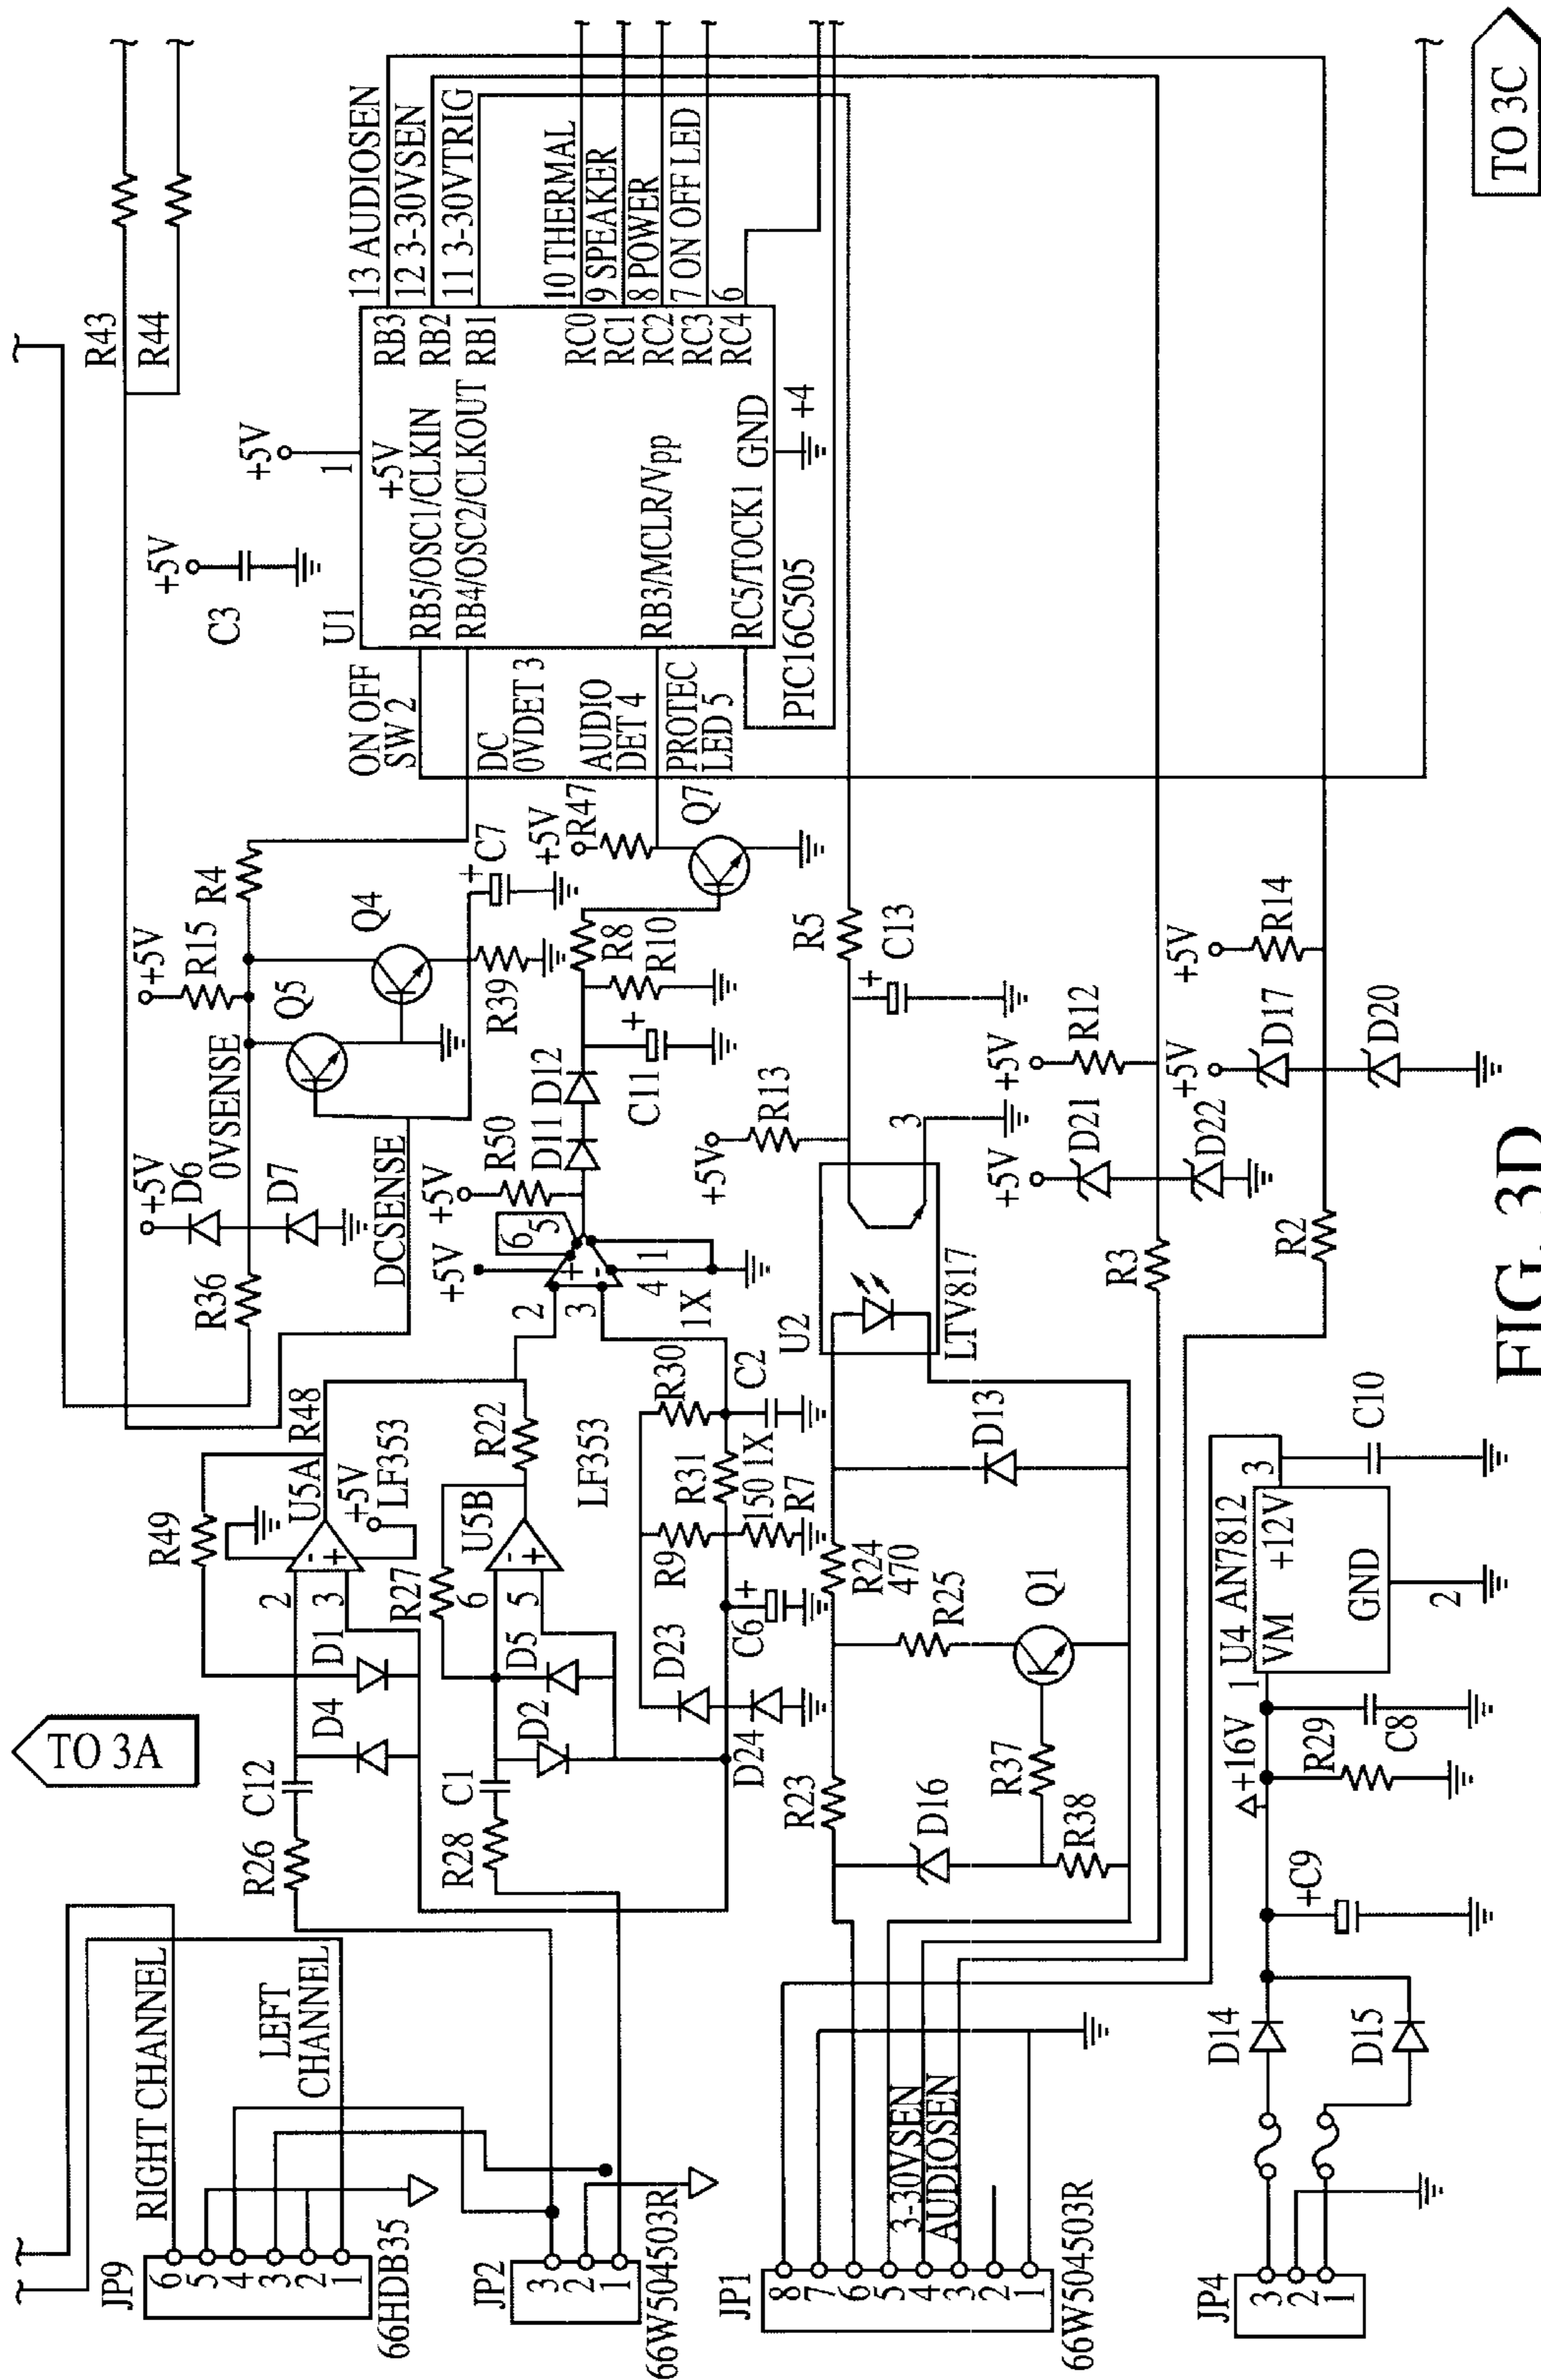 TO 3A
TO 3C
JP9
6
5
4
3
2
1
66HDB35
RIGHT CHANNEL
LEFT
CHANNEL
JP2
3
2
1
66W504503R
JP1
8
7
6
5
4
3
2
1
66W504503R
3-30VSEN
AUDIOSEN
JP4
3
2
1
D14
D15
+
C9
+16V
R29
C8
1
U4 AN7812
VM +12V
GND
3
2
C10
R26
C12
D4
D1
R49
2
3
-
+
U5A
R48
+5V
LF353
R28
C1
D2
D5
R27
6
5
-
+
U5B
R22
LF353
D23
D24
C6
+
R9
R31
150 1X
R7
R30
C2
R23
D16
R37
R38
R25
Q1
R24
470
D13
U2
LTV817
3
+5V
R13
R5
+
C13
R3
R2
+5V
D21
D22
+5V
R12
+5V
D17
D20
+5V
R14
R36
+5V
D6
D7
0VSENSE
DCSENSE
+5V
R15
Q5
Q4
R4
R39
+
C7
+5V
2
3
+
-
6
5
4
1
1X
+5V
R50
D11
D12
C11
+
R8
R10
+5V
R47
Q7
ON OFF
SW 2
DC
0VDET 3
AUDIO
DET 4
PROTEC
LED 5
U1
+5V
1
+5V
C3
+5V
RB5/OSC1/CLKIN
RB4/OSC2/CLKOUT
RB3/MCLR/Vpp
RC5/TOCK1
GND
+4
PIC16C505
RB3
RB2
RB1
RC0
RC1
RC2
RC3
RC4
13 AUDIOSEN
12 3-30VSEN
11 3-30VTRIG
10 THERMAL
9 SPEAKER
8 POWER
7 ON OFF LED
6
R43
R44
FIG. 3D